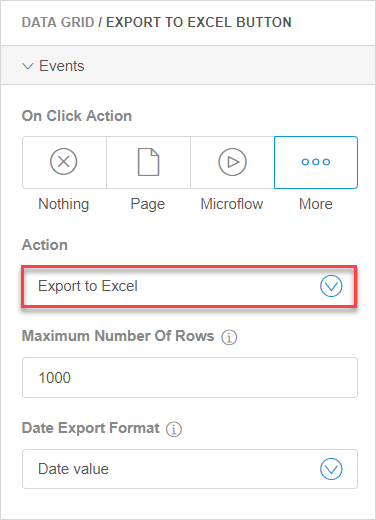 DATA GRID / EXPORT TO EXCEL BUTTON
Events
On Click Action
Nothing Page Microflow More
Action
Export to Excel
Maximum Number Of Rows
1000
Date Export Format
Date value